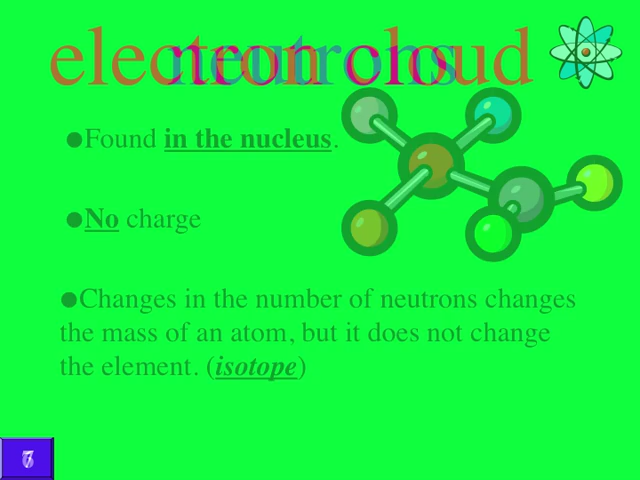 electron cloud
neutrons
●Found in the nucleus.
●No charge
●Changes in the number of neutrons changes
the mass of an atom, but it does not change
the element. (isotope)